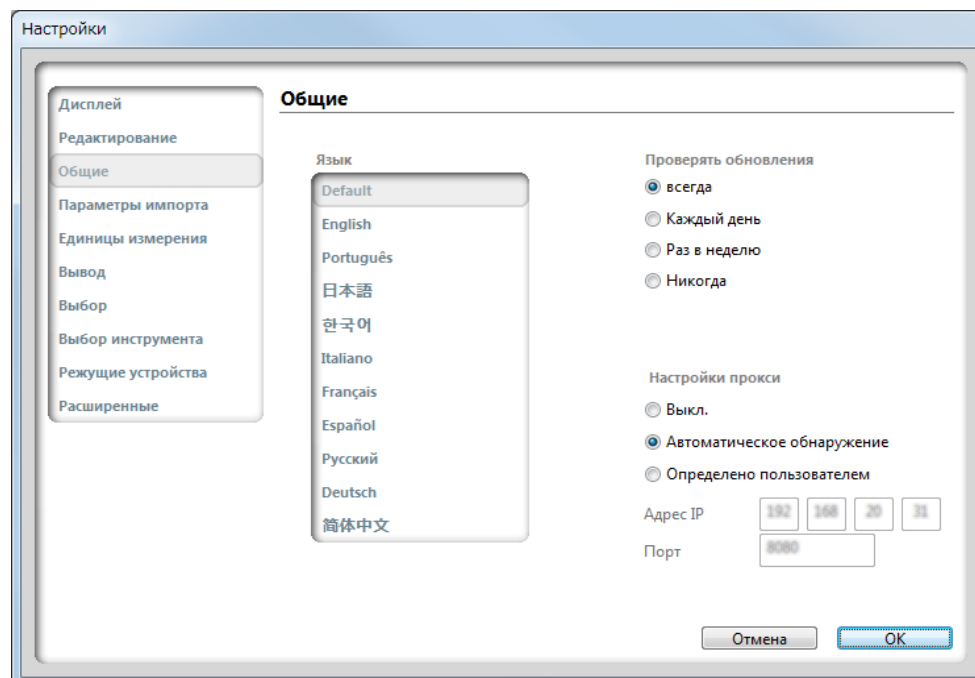 Настройки
Дисплей
Редактирование
Общие
Параметры импорта
Единицы измерения
Вывод
Выбор
Выбор инструмента
Режущие устройства
Расширенные
Общие
Язык
Default
English
Português
日本語
한국어
Italiano
Français
Español
Русский
Deutsch
简体中文
Проверять обновления
всегда
Каждый день
Раз в неделю
Никогда
Настройки прокси
Выкл.
Автоматическое обнаружение
Определено пользователем
Адрес IP 192 168 20 31
Порт 8080
Отмена OK